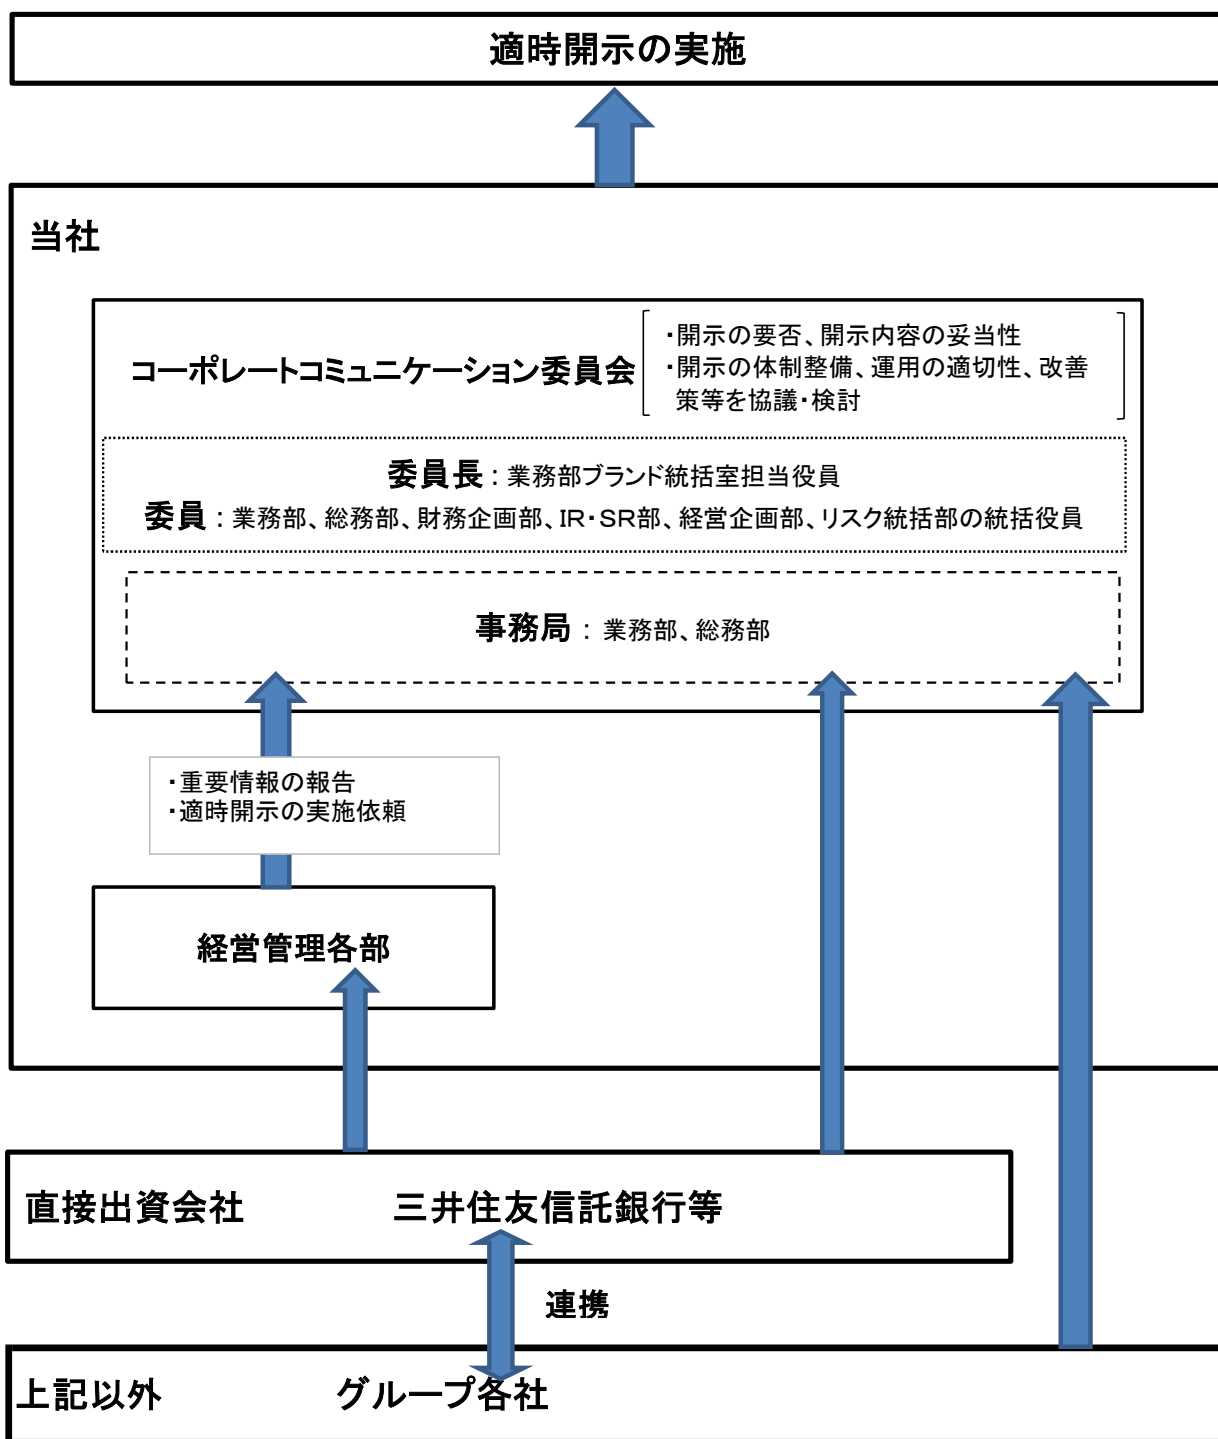 適時開示の実施
当社
コーポレートコミュニケーション委員会
・開示の要否、開示内容の妥当性
・開示の体制整備、運用の適切性、改善
策等を協議・検討
委員長：業務部ブランド統括室担当役員
委員：業務部、総務部、財務企画部、IR・SR部、経営企画部、リスク統括部の統括役員
事務局：業務部、総務部
・重要情報の報告
・適時開示の実施依頼
経営管理各部
直接出資会社 三井住友信託銀行等
連携
上記以外 グループ各社